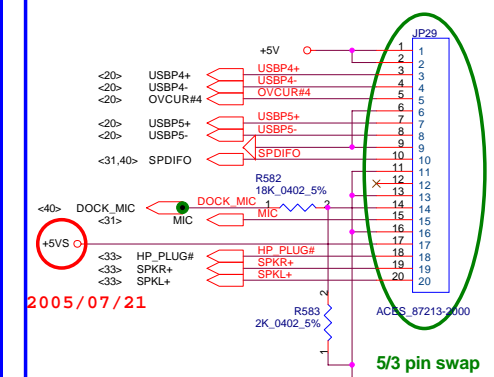 JP29
+5V 1 1
2 2
<20> USBP4+ USBP4+ 3 3
<20> USBP4- USBP4- 4 4
<20> OVCUR#4 OVCUR#4 5 5
6 6
<20> USBP5+ USBP5+ 7 7
<20> USBP5- USBP5- 8 8
9 9
<31,40> SPDIFO SPDIFO 10 10
11 11
R582 12 12
18K_0402_5% 13 13
<40> DOCK_MIC DOCK_MIC 1 2 14 14
<31> MIC MIC 15 15
16 16
+5VS 17 17
<33> HP_PLUG# HP_PLUG# 18 18
<33> SPKR+ SPKR+ 19 19
<33> SPKL+ SPKL+ 20 20
2005/07/21
2
R583
2K_0402_5%
1
ACES_87213-2000
5/3 pin swap